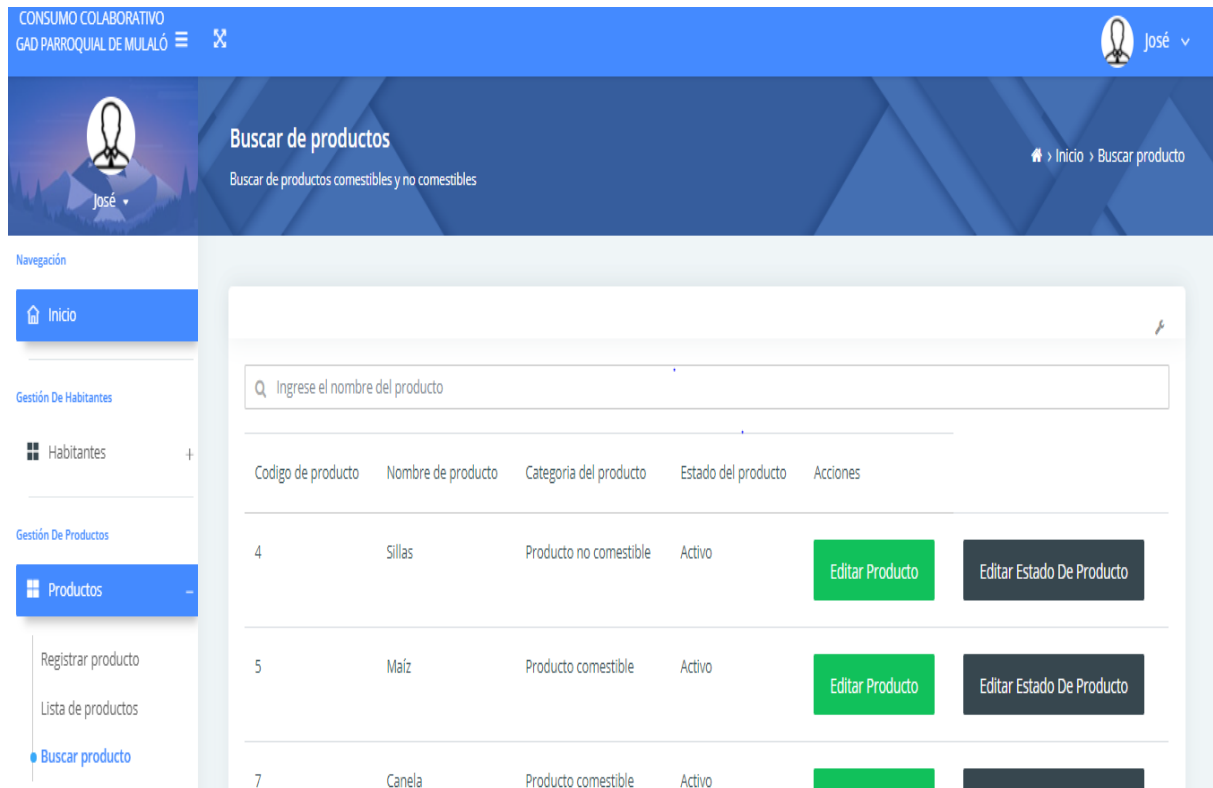 CONSUMO COLABORATIVO
GAD PARROQUIAL DE MULALÓ
José
José
Buscar de productos
Buscar de productos comestibles y no comestibles
> Inicio > Buscar producto
Navegación
Inicio
Gestión De Habitantes
Habitantes +
Gestión De Productos
Productos −
Registrar producto
Lista de productos
Buscar producto
Ingrese el nombre del producto
Codigo de producto Nombre de producto Categoria del producto Estado del producto Acciones
4 Sillas Producto no comestible Activo Editar Producto Editar Estado De Producto
5 Maíz Producto comestible Activo Editar Producto Editar Estado De Producto
7 Canela Producto comestible Activo